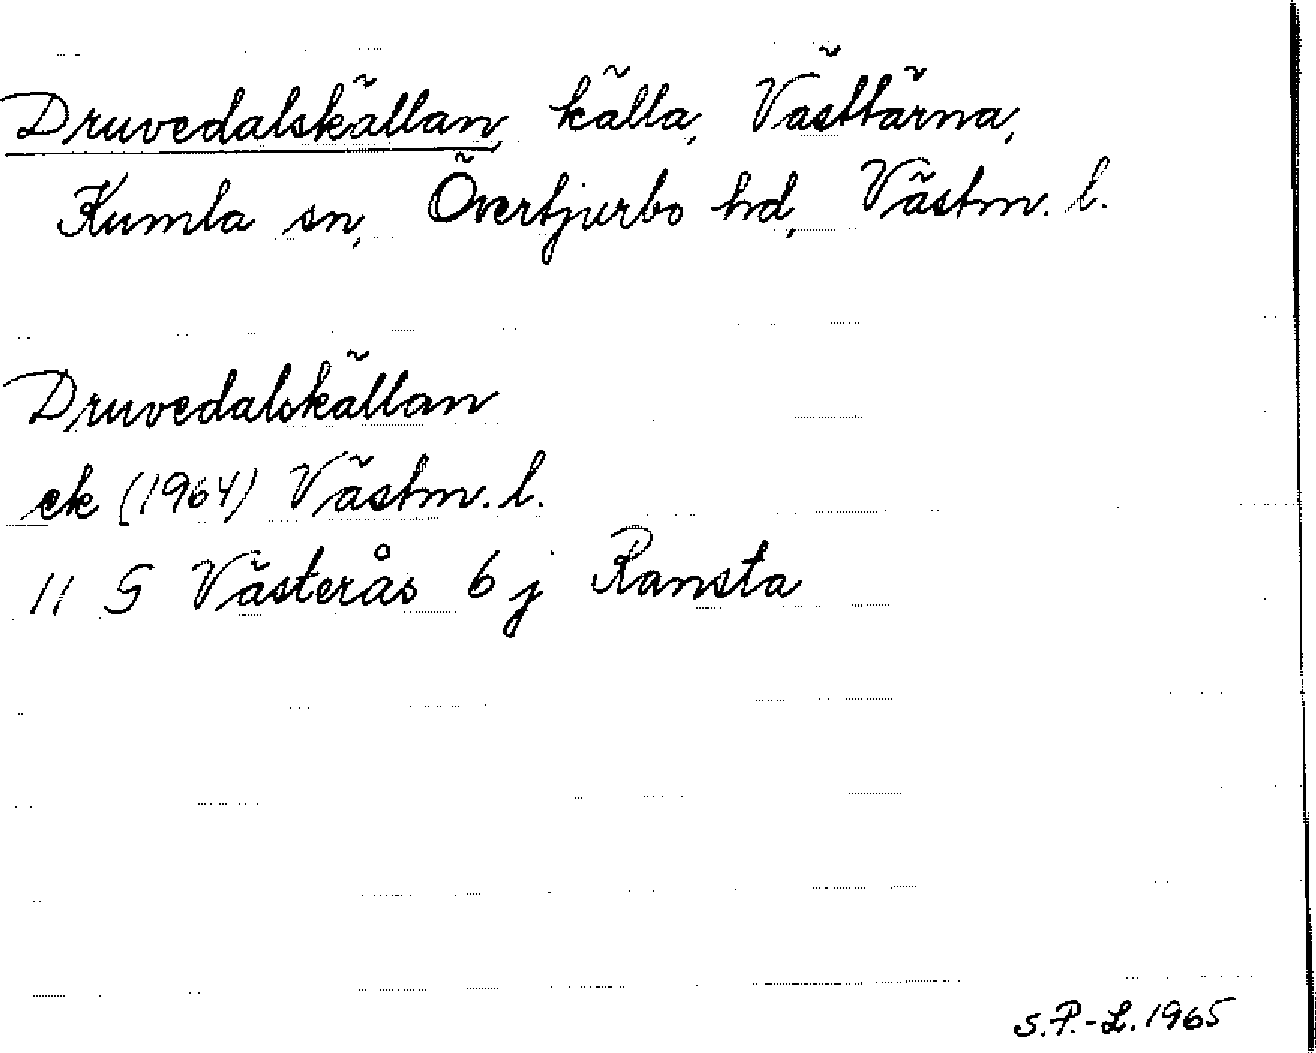 Druvedalskällan, källa, Västtärna,
Kumla sn, Övertjurbo hd, Västm. l.
Druvedalskällan
ek (1964) Västm. l.
11 G Västerås 6 j Ransta
S.P.-L. 1965